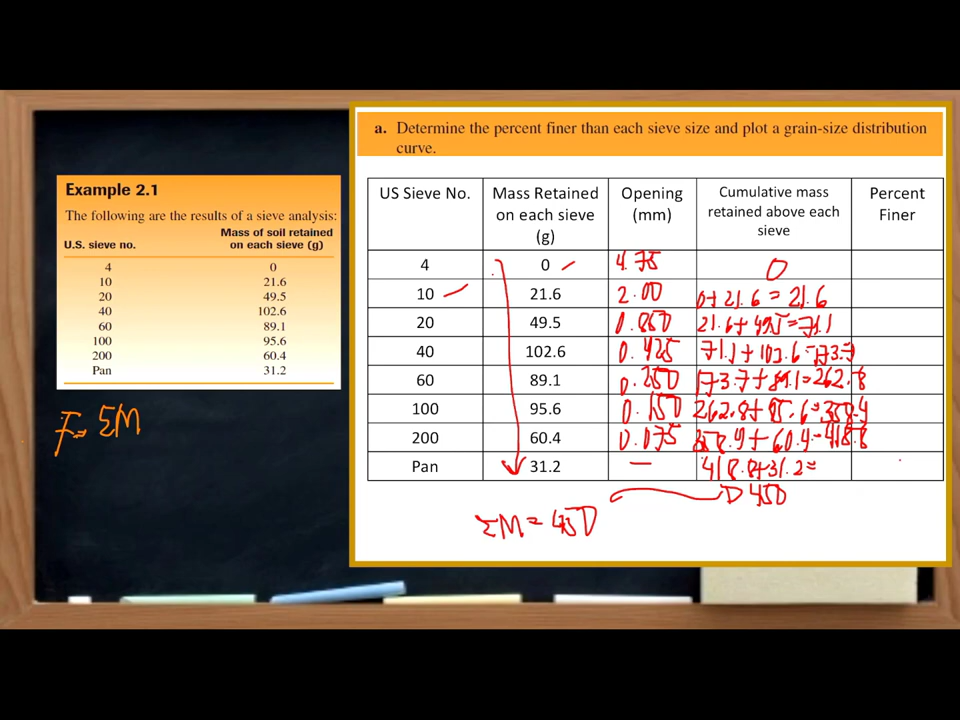 a. Determine the percent finer than each sieve size and plot a grain-size distribution
curve.
Example 2.1
The following are the results of a sieve analysis:
U.S. sieve no. Mass of soil retained on each sieve (g)
4 0
10 21.6
20 49.5
40 102.6
60 89.1
100 95.6
200 60.4
Pan 31.2
F= ΣM
US Sieve No. Mass Retained on each sieve (g) Opening (mm) Cumulative mass retained above each sieve Percent Finer
4 0 4.75 0
10 21.6 2.00 0+21.6=21.6
20 49.5 0.850 21.6+49.5=71.1
40 102.6 0.425 71.1+102.6=173.7
60 89.1 0.250 173.7+89.1=262.8
100 95.6 0.150 262.8+95.6=358.4
200 60.4 0.075 358.4+60.4=418.8
Pan 31.2 — 418.8+31.2=
450
ΣM=450